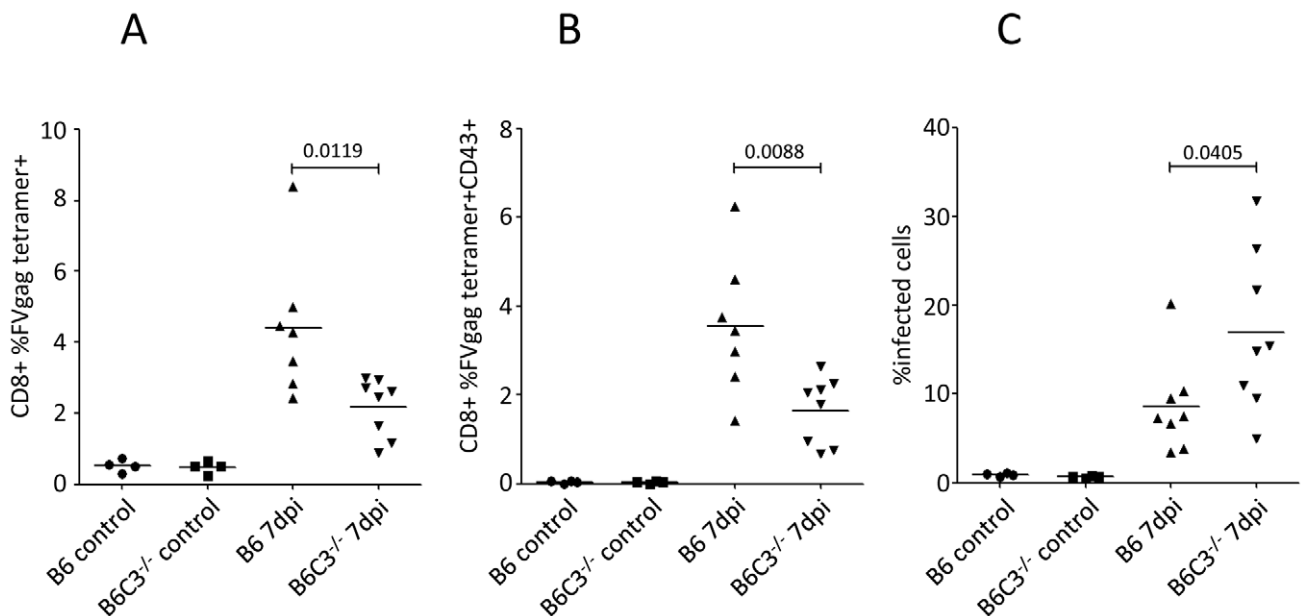 A
B
C
CD8+ %FVgag tetramer+
10
8
6
4
2
0
0.0119
B6 control
B6C3-/- control
B6 7dpi
B6C3-/- 7dpi
CD8+ %FVgag tetramer+CD43+
8
6
4
2
0
0.0088
B6 control
B6C3-/- control
B6 7dpi
B6C3-/- 7dpi
%infected cells
40
30
20
10
0
0.0405
B6 control
B6C3-/- control
B6 7dpi
B6C3-/- 7dpi